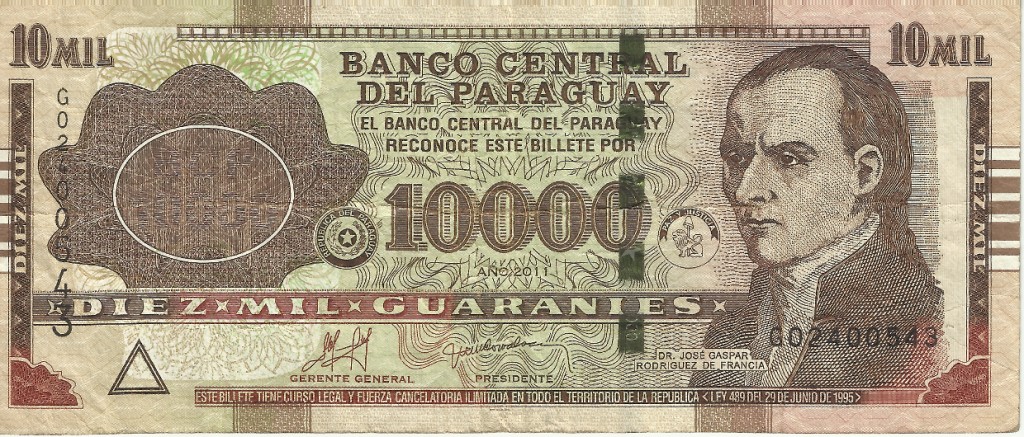 10 MIL
10 MIL
BANCO CENTRAL
DEL PARAGUAY
EL BANCO CENTRAL DEL PARAGUAY
RECONOCE ESTE BILLETE POR
10000
REPUBLICA DEL PARAGUAY
PAZ Y JUSTICIA
AÑO 2011
DIEZ MIL
DIEZ MIL
G02400543
DIEZ★MIL★GUARANIES★
G02400543
DR. JOSÉ GASPAR
RODRIGUEZ DE FRANCIA
GERENTE GENERAL
PRESIDENTE
ESTE BILLETE TIENE CURSO LEGAL Y FUERZA CANCELATORIA ILIMITADA EN TODO EL TERRITORIO DE LA REPUBLICA < LEY 489 DEL 29 DE JUNIO DE 1995 >